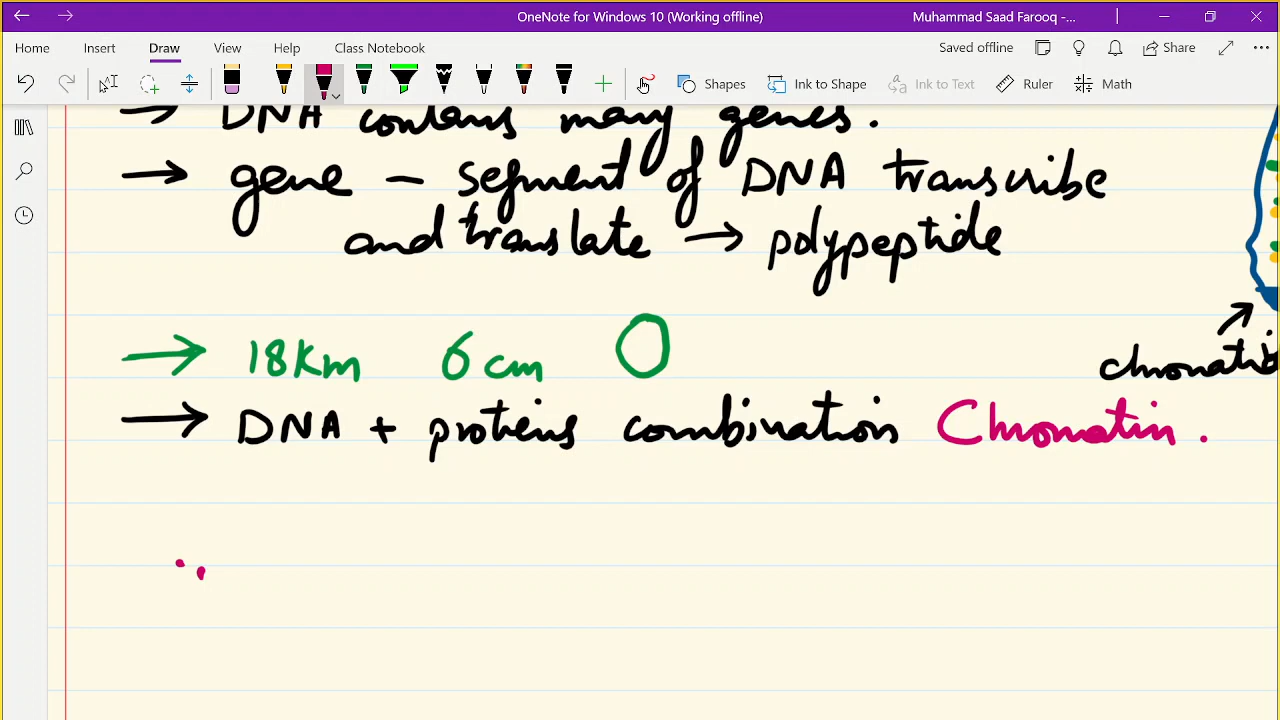 OneNote for Windows 10 (Working offline)
Muhammad Saad Farooq -...
Home Insert Draw View Help Class Notebook
Saved offline Share
Shapes Ink to Shape Ink to Text Ruler Math
→ DNA contains many genes.
→ gene – segment of DNA transcribe
and translate → polypeptide
→ 18Km 6cm
chromatid
→ DNA + protiens combination Chromatin.